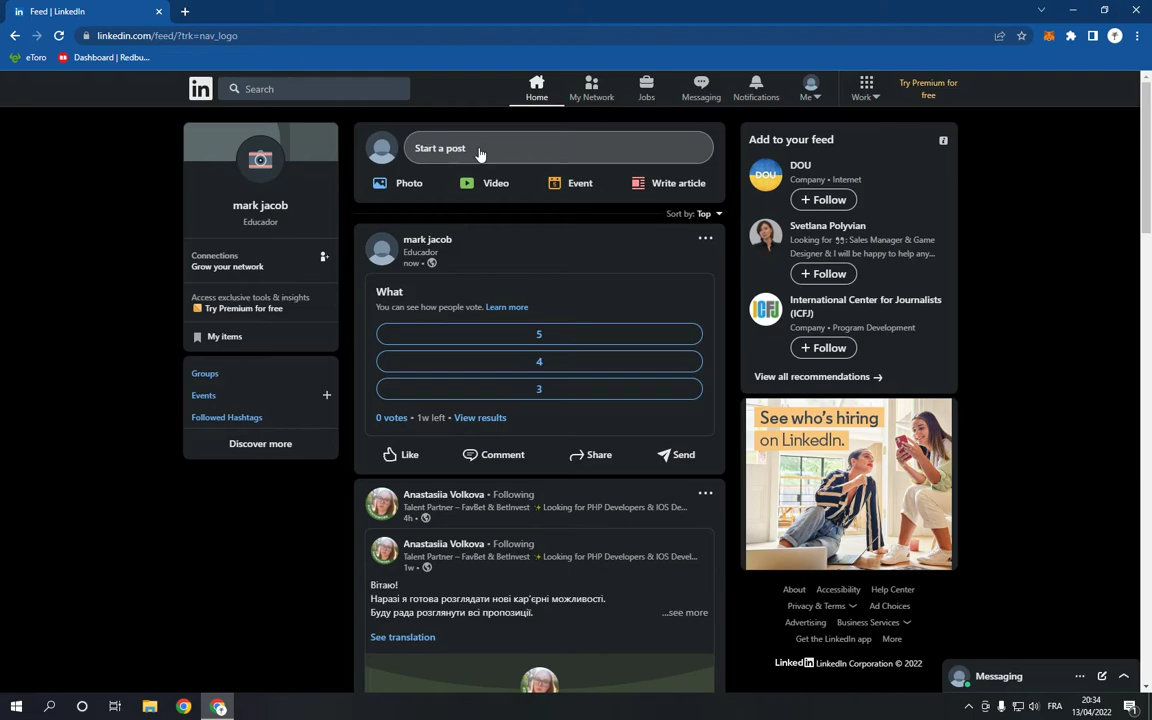 Feed | LinkedIn
linkedin.com/feed/?trk=nav_logo
eToro
Dashboard | Redbu...
in
Search
Home
My Network
Jobs
Messaging
Notifications
Me
Work
Try Premium for
free
mark jacob
Educador
Connections
Grow your network
Access exclusive tools & insights
Try Premium for free
My items
Groups
Events
Followed Hashtags
Discover more
Start a post
Photo
Video
Event
Write article
Sort by: Top
mark jacob
Educador
now •
What
You can see how people vote. Learn more
5
4
3
0 votes • 1w left • View results
Like
Comment
Share
Send
Anastasiia Volkova • Following
Talent Partner – FavBet & BetInvest ✨ Looking for PHP Developers & IOS De...
4h •
Anastasiia Volkova • Following
Talent Partner – FavBet & BetInvest ✨ Looking for PHP Developers & IOS Devel...
1w •
Вітаю!
Наразі я готова розглядати нові кар'єрні можливості.
Буду рада розглянути всі пропозиції.
...see more
See translation
Add to your feed
DOU
DOU
Company • Internet
+ Follow
Svetlana Polyvian
Looking for 👀: Sales Manager & Game
Designer & I will be happy to help any...
+ Follow
ICFJ
International Center for Journalists
(ICFJ)
Company • Program Development
+ Follow
View all recommendations →
See who's hiring
on LinkedIn.
About
Accessibility
Help Center
Privacy & Terms
Ad Choices
Advertising
Business Services
Get the LinkedIn app
More
LinkedIn LinkedIn Corporation © 2022
Messaging
FRA
20:34
13/04/2022
1